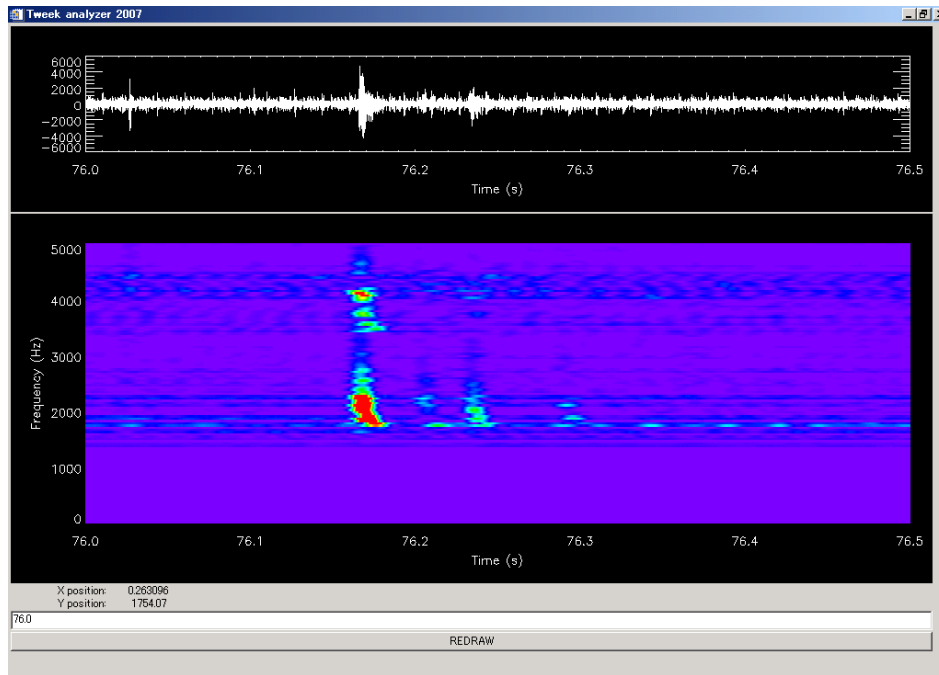 Tweek analyzer 2007
6000
4000
2000
0
−2000
−4000
−6000
76.0 76.1 76.2 76.3 76.4 76.5
Time (s)
5000
4000
3000
2000
1000
0
Frequency (Hz)
76.0 76.1 76.2 76.3 76.4 76.5
Time (s)
X position: 0.263096
Y position: 1754.07
76.0
REDRAW